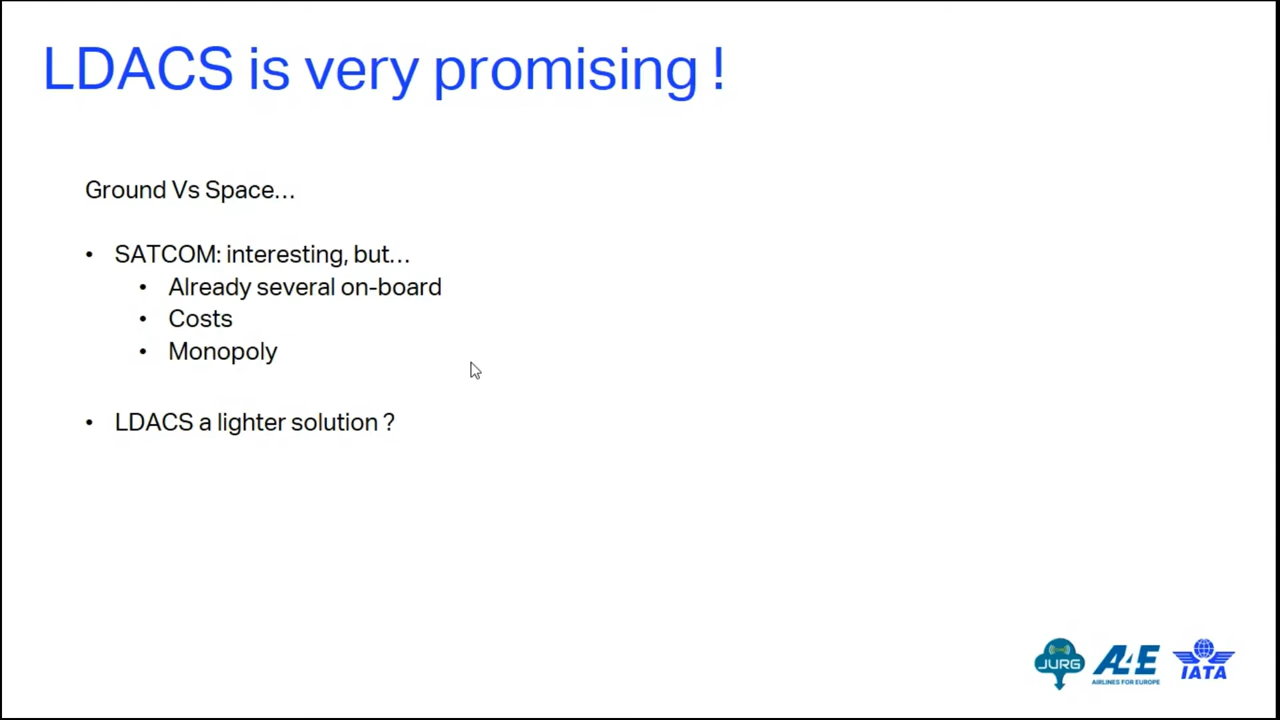 LDACS is very promising !
Ground Vs Space...
• SATCOM: interesting, but...
• Already several on-board
• Costs
• Monopoly
• LDACS a lighter solution ?
JURG
A4E
AIRLINES FOR EUROPE
IATA